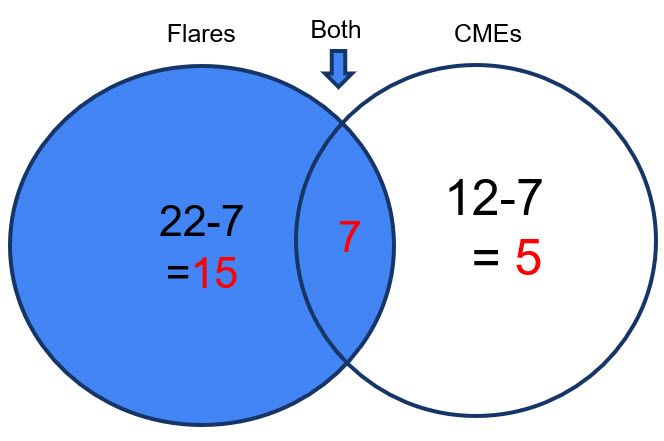 Flares
Both
CMEs
22-7
=15
7
12-7
= 5